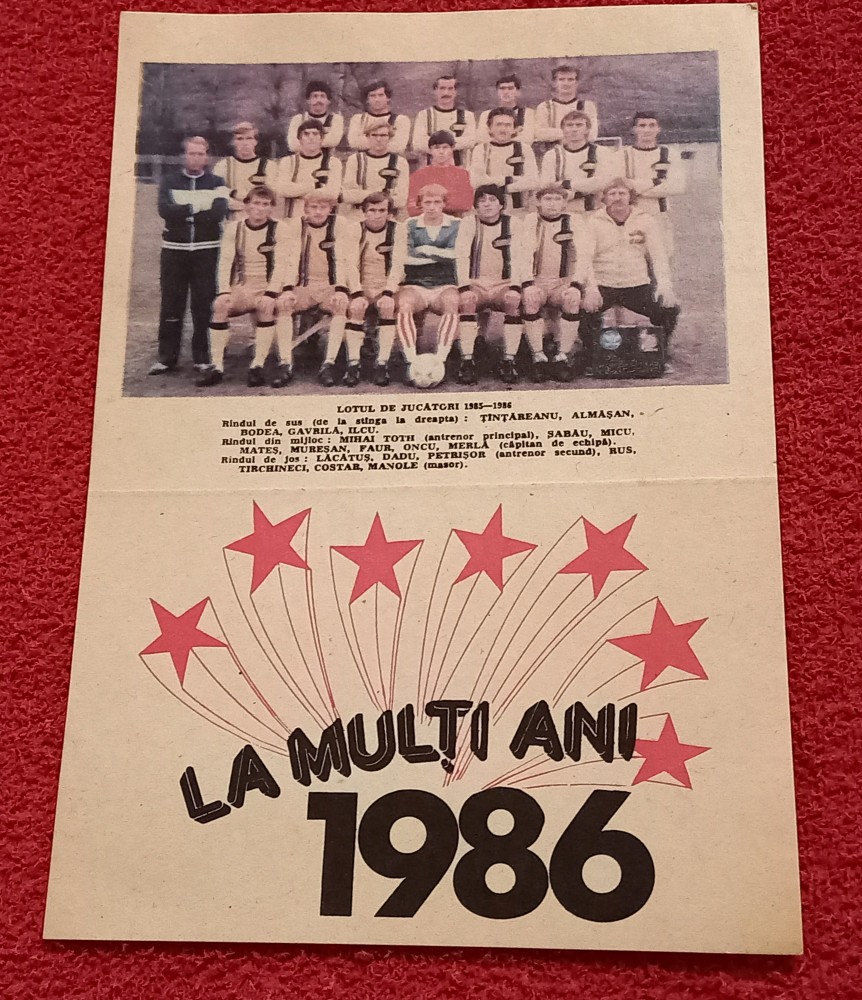 LOTUL DE JUCĂTORI 1985—1986
Rîndul de sus (de la stînga la dreapta) : ȚÎNȚĂREANU, ALMĂȘAN,
BODEA, GAVRILĂ, ILCU.
Rîndul din mijloc : MIHAI TOTH (antrenor principal), SABĂU, MICU,
MATEȘ, MUREȘAN, FAUR, ONCU, MERLĂ (căpitan de echipă).
Rîndul de jos : LĂCĂTUȘ, DADU, PETRIȘOR (antrenor secund), RUS,
TIRCHINECI, COSTAR, MANOLE (masor).
LA MULȚI ANI
1986